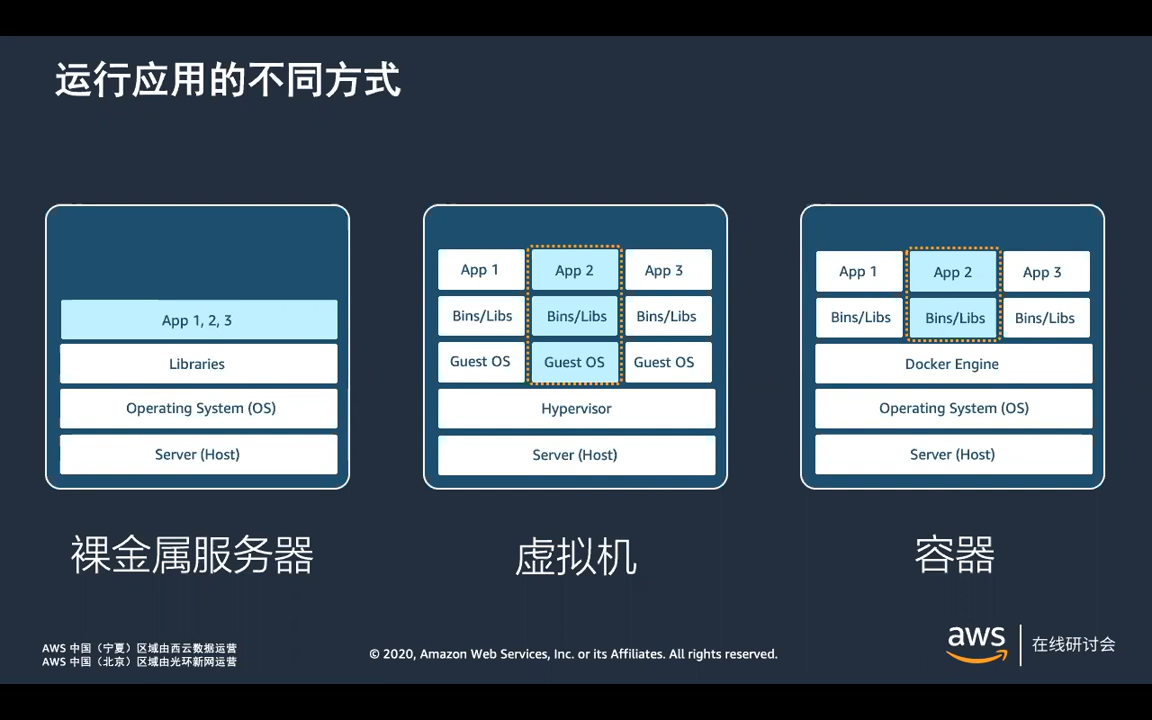 运行应用的不同方式
App 1, 2, 3
Libraries
Operating System (OS)
Server (Host)
裸金属服务器
App 1
App 2
App 3
Bins/Libs
Bins/Libs
Bins/Libs
Guest OS
Guest OS
Guest OS
Hypervisor
Server (Host)
虚拟机
App 1
App 2
App 3
Bins/Libs
Bins/Libs
Bins/Libs
Docker Engine
Operating System (OS)
Server (Host)
容器
AWS 中国（宁夏）区域由西云数据运营
AWS 中国（北京）区域由光环新网运营
© 2020, Amazon Web Services, Inc. or its Affiliates. All rights reserved.
aws
在线研讨会